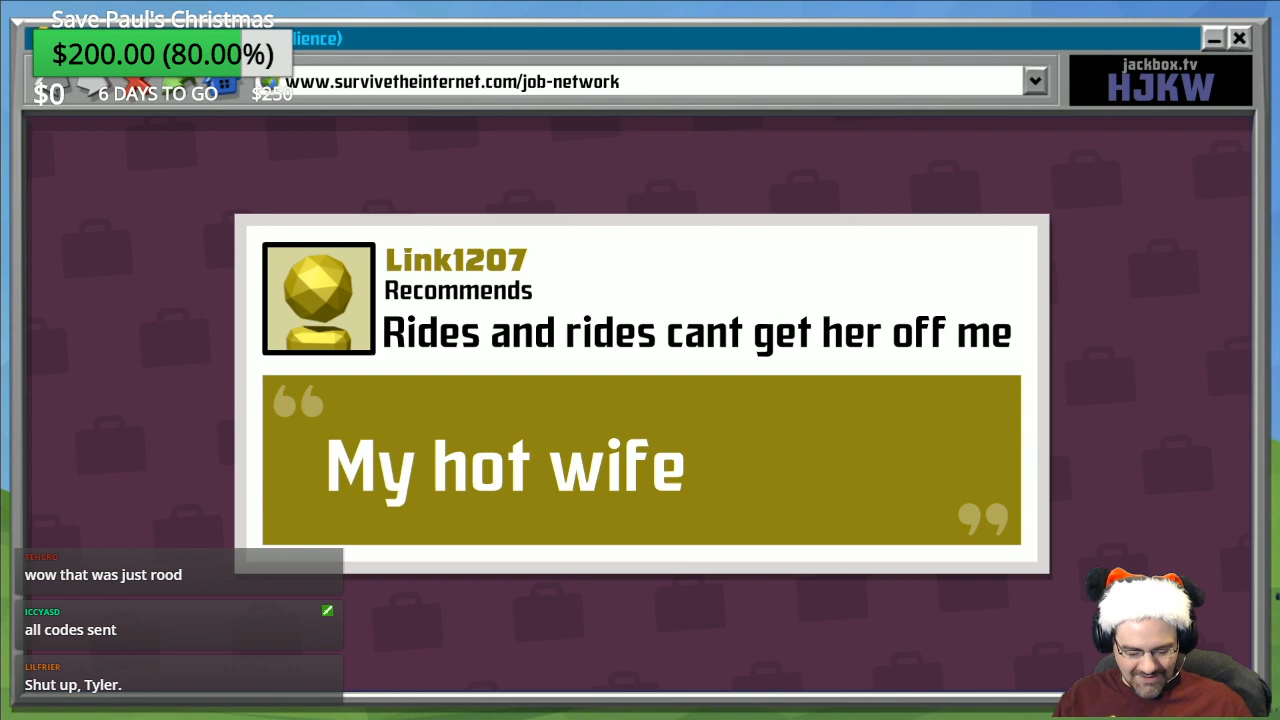 Save Paul's Christmas
$200.00 (80.00%)
lience)
$0
6 DAYS TO GO
$250
www.survivetheinternet.com/job-network
jackbox.tv
HJKW
Link1207
Recommends
Rides and rides cant get her off me
“
My hot wife
”
TEHCRO
wow that was just rood
ICCYASD
all codes sent
LILFRIER
Shut up, Tyler.